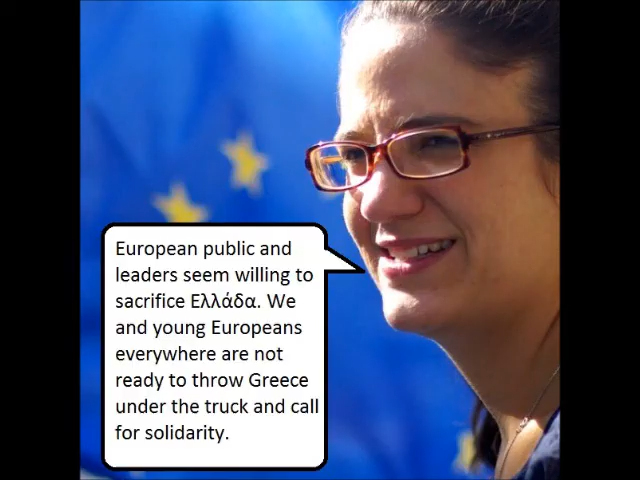 European public and
leaders seem willing to
sacrifice Ελλάδα. We
and young Europeans
everywhere are not
ready to throw Greece
under the truck and call
for solidarity.